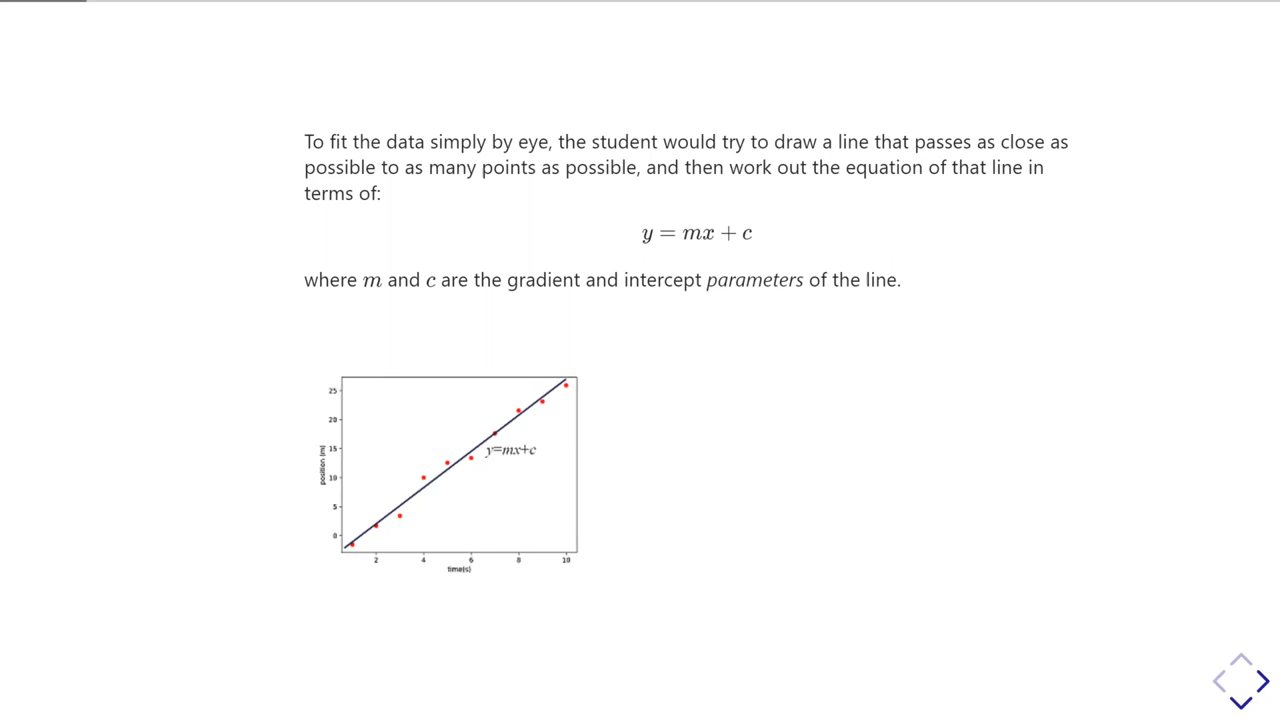 To fit the data simply by eye, the student would try to draw a line that passes as close as
possible to as many points as possible, and then work out the equation of that line in
terms of:
y = mx + c
where m and c are the gradient and intercept parameters of the line.
25
20
15
10
5
0
position (m)
y=mx+c
2 4 6 8 10
time(s)